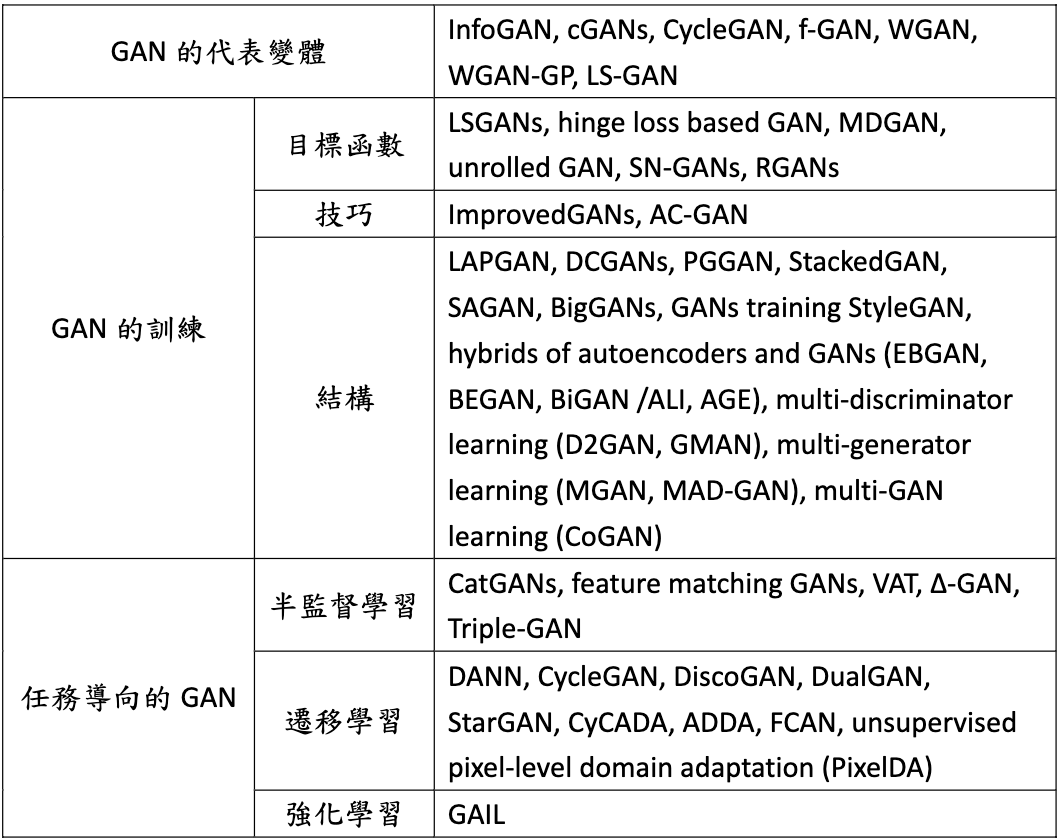 GAN 的代表變體
InfoGAN, cGANs, CycleGAN, f-GAN, WGAN,
WGAN-GP, LS-GAN
GAN 的訓練
目標函數
LSGANs, hinge loss based GAN, MDGAN,
unrolled GAN, SN-GANs, RGANs
技巧
ImprovedGANs, AC-GAN
結構
LAPGAN, DCGANs, PGGAN, StackedGAN,
SAGAN, BigGANs, GANs training StyleGAN,
hybrids of autoencoders and GANs (EBGAN,
BEGAN, BiGAN /ALI, AGE), multi-discriminator
learning (D2GAN, GMAN), multi-generator
learning (MGAN, MAD-GAN), multi-GAN
learning (CoGAN)
任務導向的 GAN
半監督學習
CatGANs, feature matching GANs, VAT, Δ-GAN,
Triple-GAN
遷移學習
DANN, CycleGAN, DiscoGAN, DualGAN,
StarGAN, CyCADA, ADDA, FCAN, unsupervised
pixel-level domain adaptation (PixelDA)
強化學習
GAIL